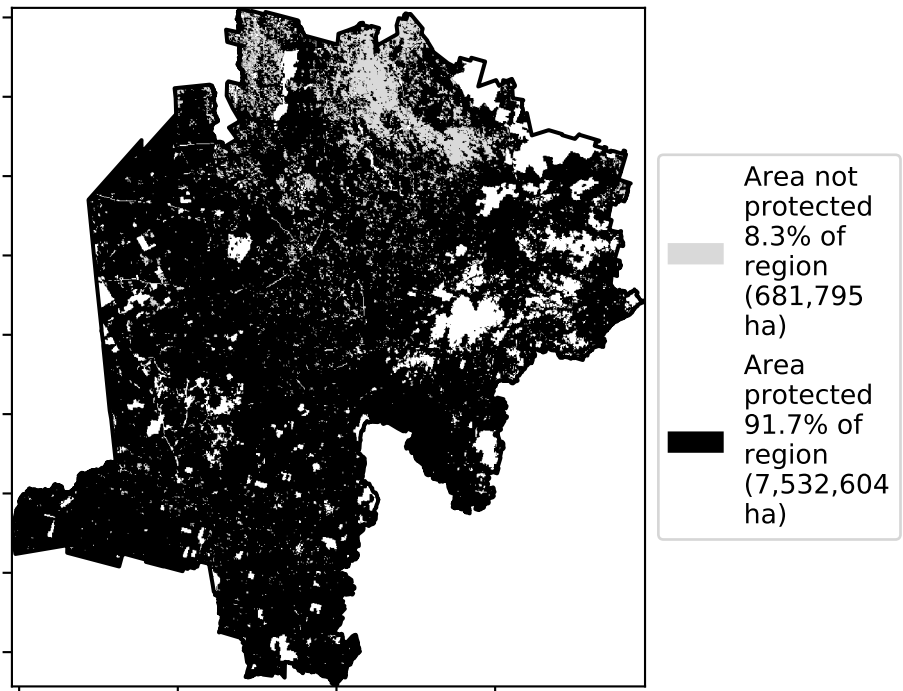 Area not
protected
8.3% of
region
(681,795
ha)
Area
protected
91.7% of
region
(7,532,604
ha)